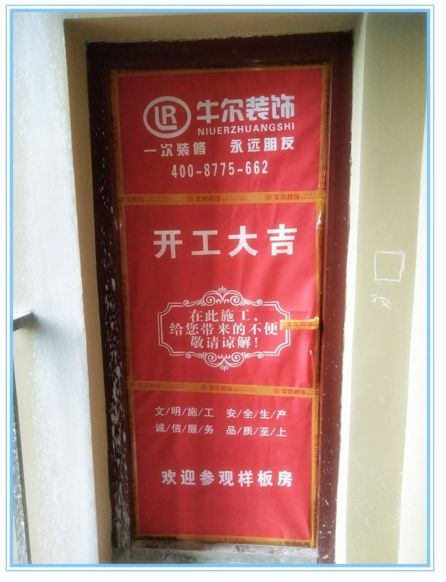 LR
牛尔装饰
NIUERZHUANGSHI
一次装修 永远朋友
400-8775-662
开工大吉
在此施工，
给您带来的不便
敬请谅解！
文/明/施/工 安/全/生/产
诚/信/服/务 品/质/至/上
欢迎参观样板房